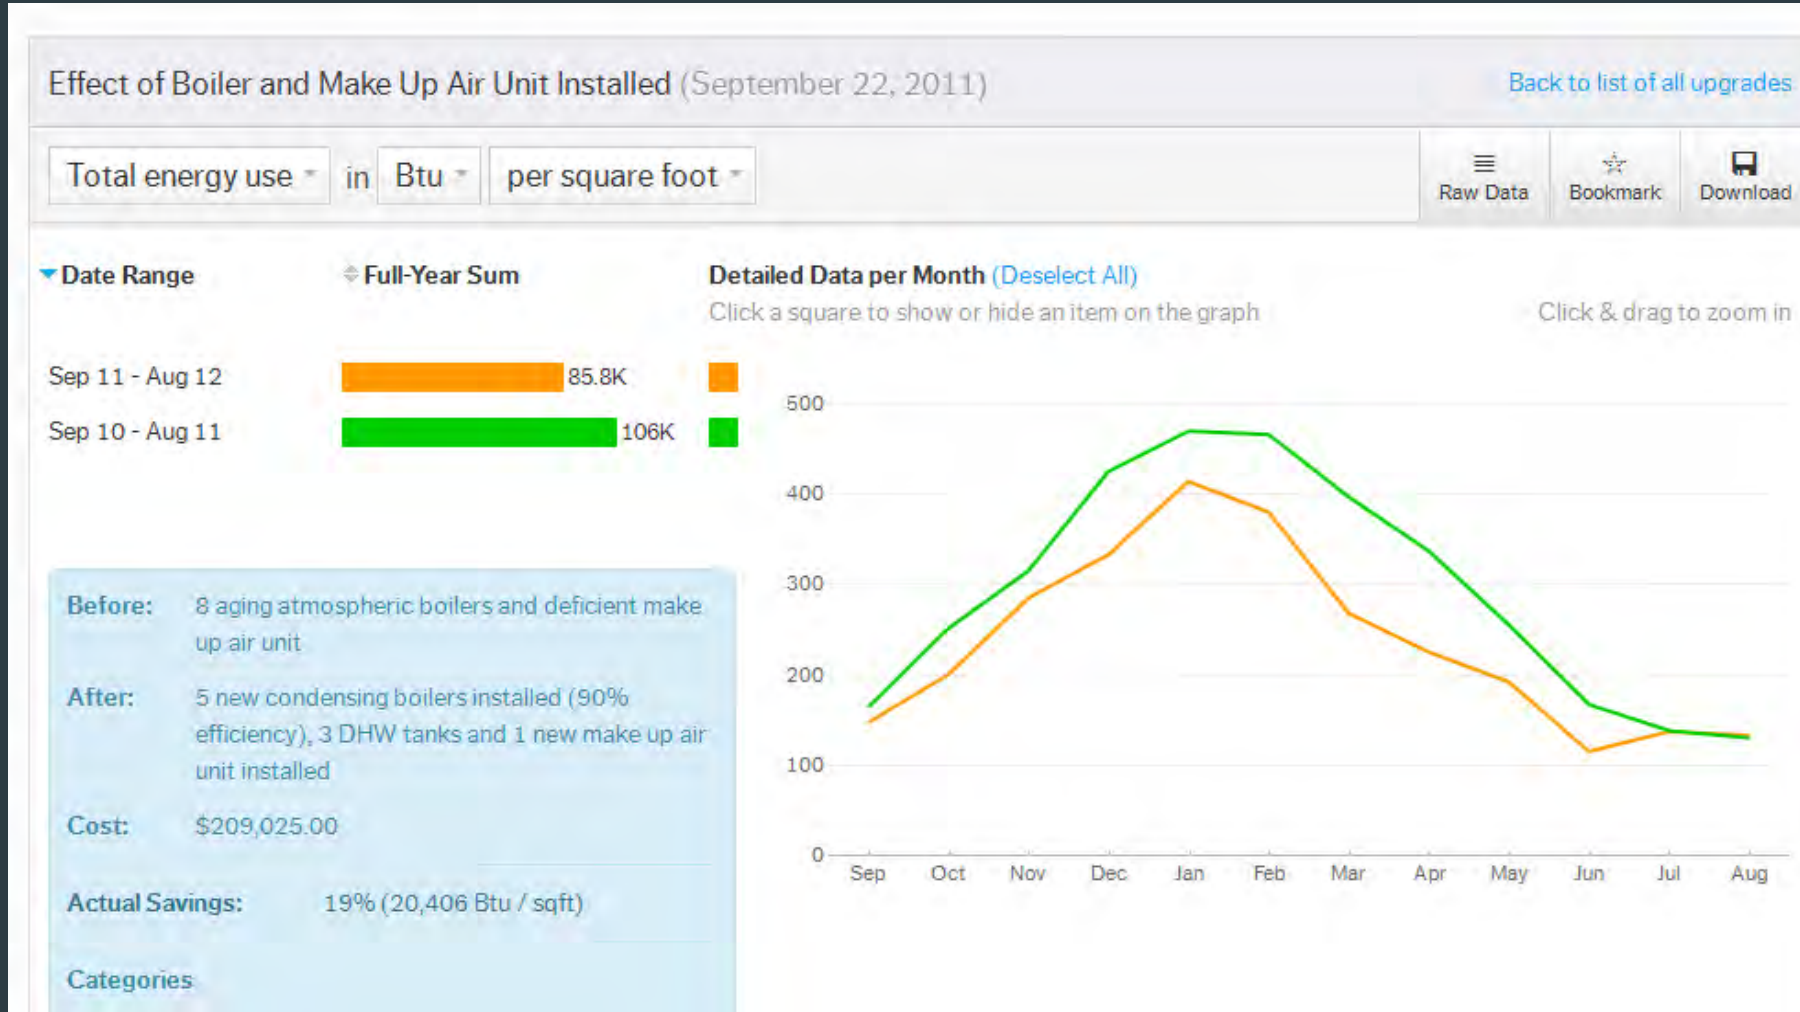 Effect of Boiler and Make Up Air Unit Installed (September 22, 2011)
Back to list of all upgrades
Total energy use in Btu per square foot
Raw Data
Bookmark
Download
Date Range
Full-Year Sum
Detailed Data per Month (Deselect All)
Click a square to show or hide an item on the graph
Click & drag to zoom in
Sep 11 - Aug 12
85.8K
Sep 10 - Aug 11
106K
500
400
300
200
100
0
Sep Oct Nov Dec Jan Feb Mar Apr May Jun Jul Aug
Before: 8 aging atmospheric boilers and deficient make
up air unit
After: 5 new condensing boilers installed (90%
efficiency), 3 DHW tanks and 1 new make up air
unit installed
Cost: $209,025.00
Actual Savings: 19% (20,406 Btu / sqft)
Categories